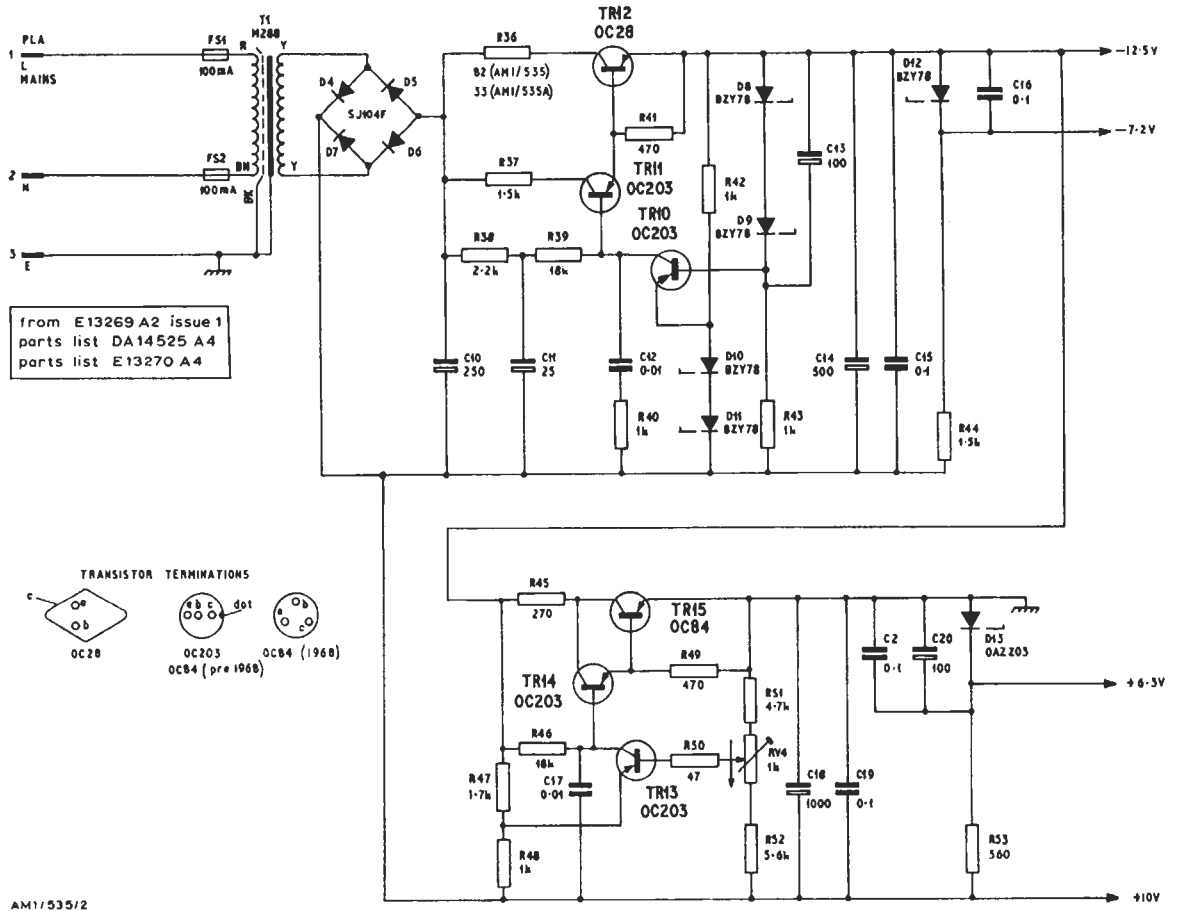 T1
M288
PLA
1
L
MAINS
FS1
100mA
R
Y
D4
D5
SJ104F
D7
D6
FS2
100mA
BN
Y
BK
2
N
3
E
R36
82 (AM1/535)
33 (AM1/535A)
TR12
OC28
R41
470
R37
1·5k
TR11
OC203
TR10
OC203
R38
2·2k
R39
18k
R42
1k
D8
BZY78
D9
BZY78
C13
100
D12
BZY78
C16
0·1
-12·5V
-7·2V
from E13269 A2 issue 1
parts list DA14525 A4
parts list E13270 A4
C10
250
C11
25
C12
0·01
R40
1k
D10
BZY78
D11
BZY78
R43
1k
C14
500
C15
0·1
R44
1·5k
TRANSISTOR TERMINATIONS
c
e
b
OC28
e b c
dot
OC203
OC84 (pre 1968)
b
e
c
OC84 (1968)
R45
270
TR15
OC84
R49
470
TR14
OC203
R46
18k
R47
1·7k
C17
0·01
TR13
OC203
R50
47
R48
1k
R51
4·7k
RV4
1k
R52
5·6k
C18
1000
C19
0·1
C2
0·1
C20
100
D13
OAZ203
+6·3V
R53
560
+10V
AM1/535/2